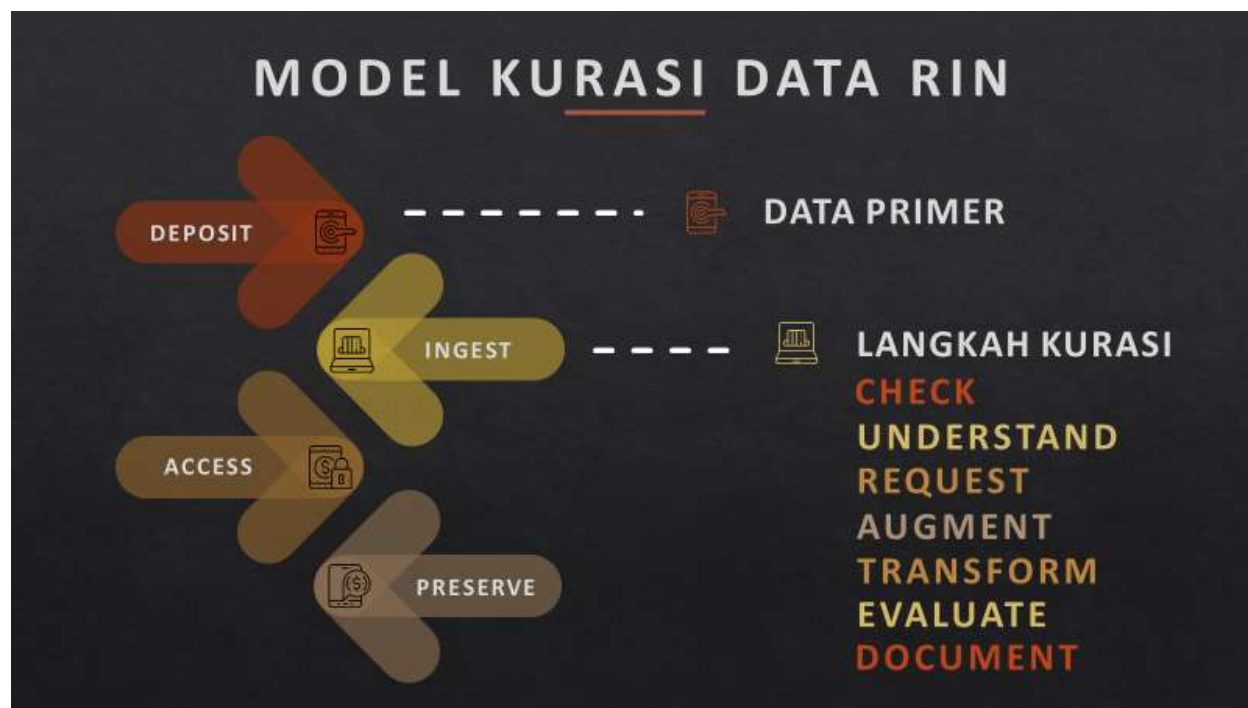 MODEL KURASI DATA RIN
DEPOSIT
DATA PRIMER
INGEST
LANGKAH KURASI
CHECK
UNDERSTAND
REQUEST
AUGMENT
TRANSFORM
EVALUATE
DOCUMENT
ACCESS
PRESERVE